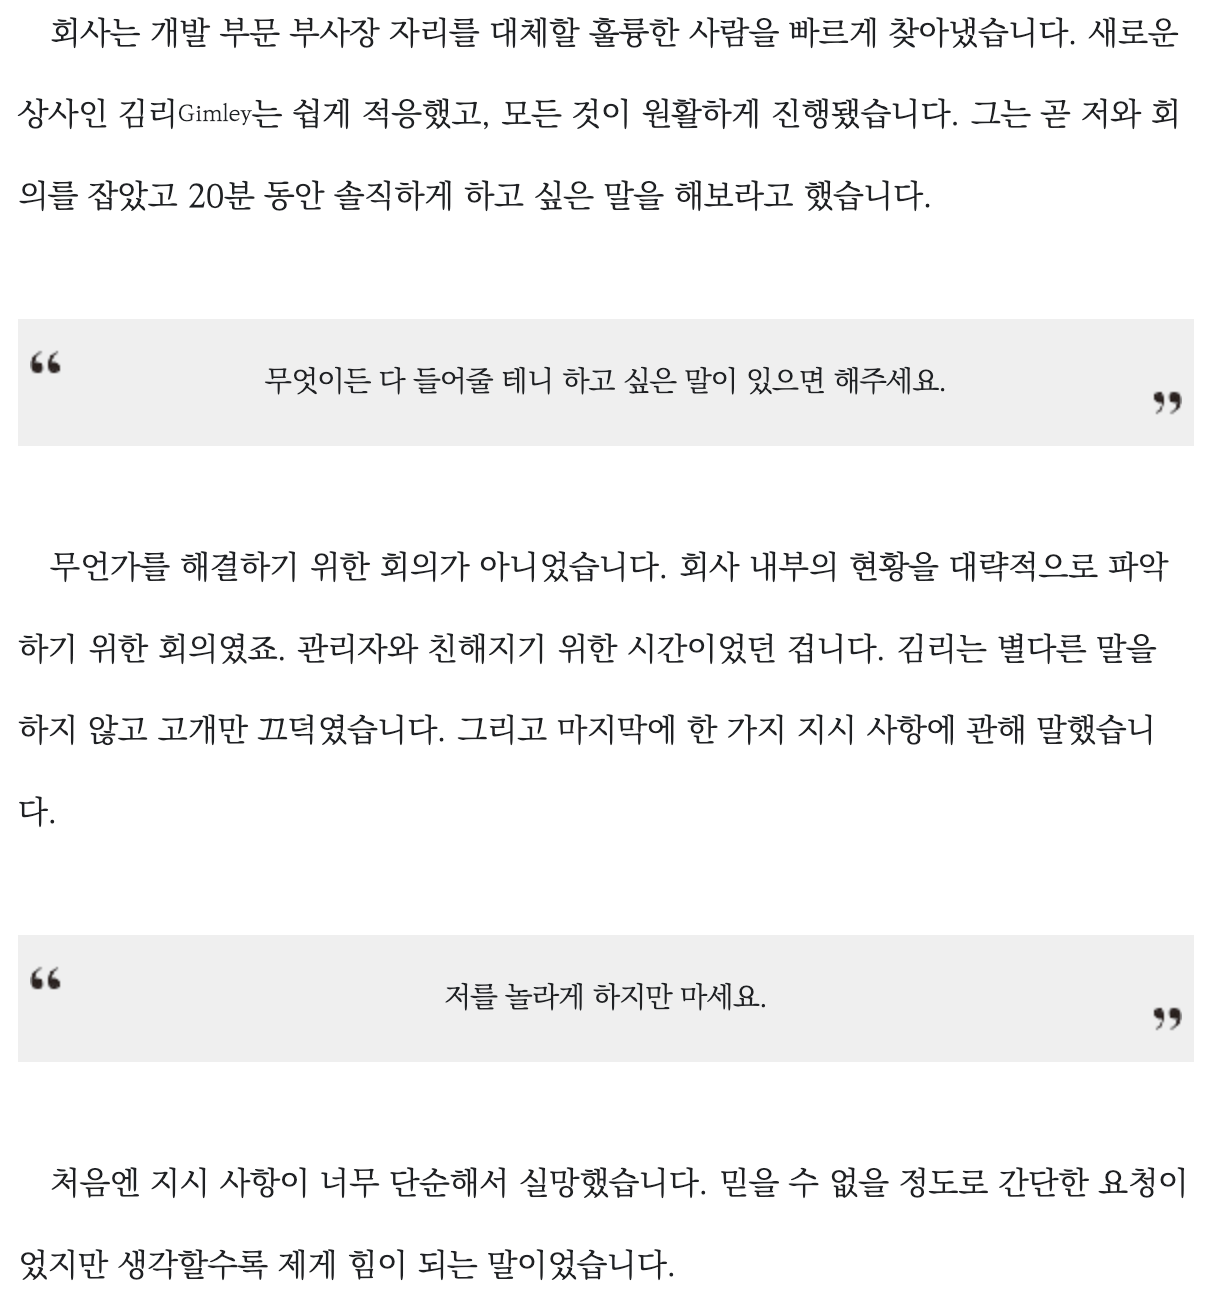 회사는 개발 부문 부사장 자리를 대체할 훌륭한 사람을 빠르게 찾아냈습니다. 새로운
상사인 김리Gimley는 쉽게 적응했고, 모든 것이 원활하게 진행됐습니다. 그는 곧 저와 회
의를 잡았고 20분 동안 솔직하게 하고 싶은 말을 해보라고 했습니다.
“ 무엇이든 다 들어줄 테니 하고 싶은 말이 있으면 해주세요. ”
무언가를 해결하기 위한 회의가 아니었습니다. 회사 내부의 현황을 대략적으로 파악
하기 위한 회의였죠. 관리자와 친해지기 위한 시간이었던 겁니다. 김리는 별다른 말을
하지 않고 고개만 끄덕였습니다. 그리고 마지막에 한 가지 지시 사항에 관해 말했습니
다.
“ 저를 놀라게 하지만 마세요. ”
처음엔 지시 사항이 너무 단순해서 실망했습니다. 믿을 수 없을 정도로 간단한 요청이
었지만 생각할수록 제게 힘이 되는 말이었습니다.